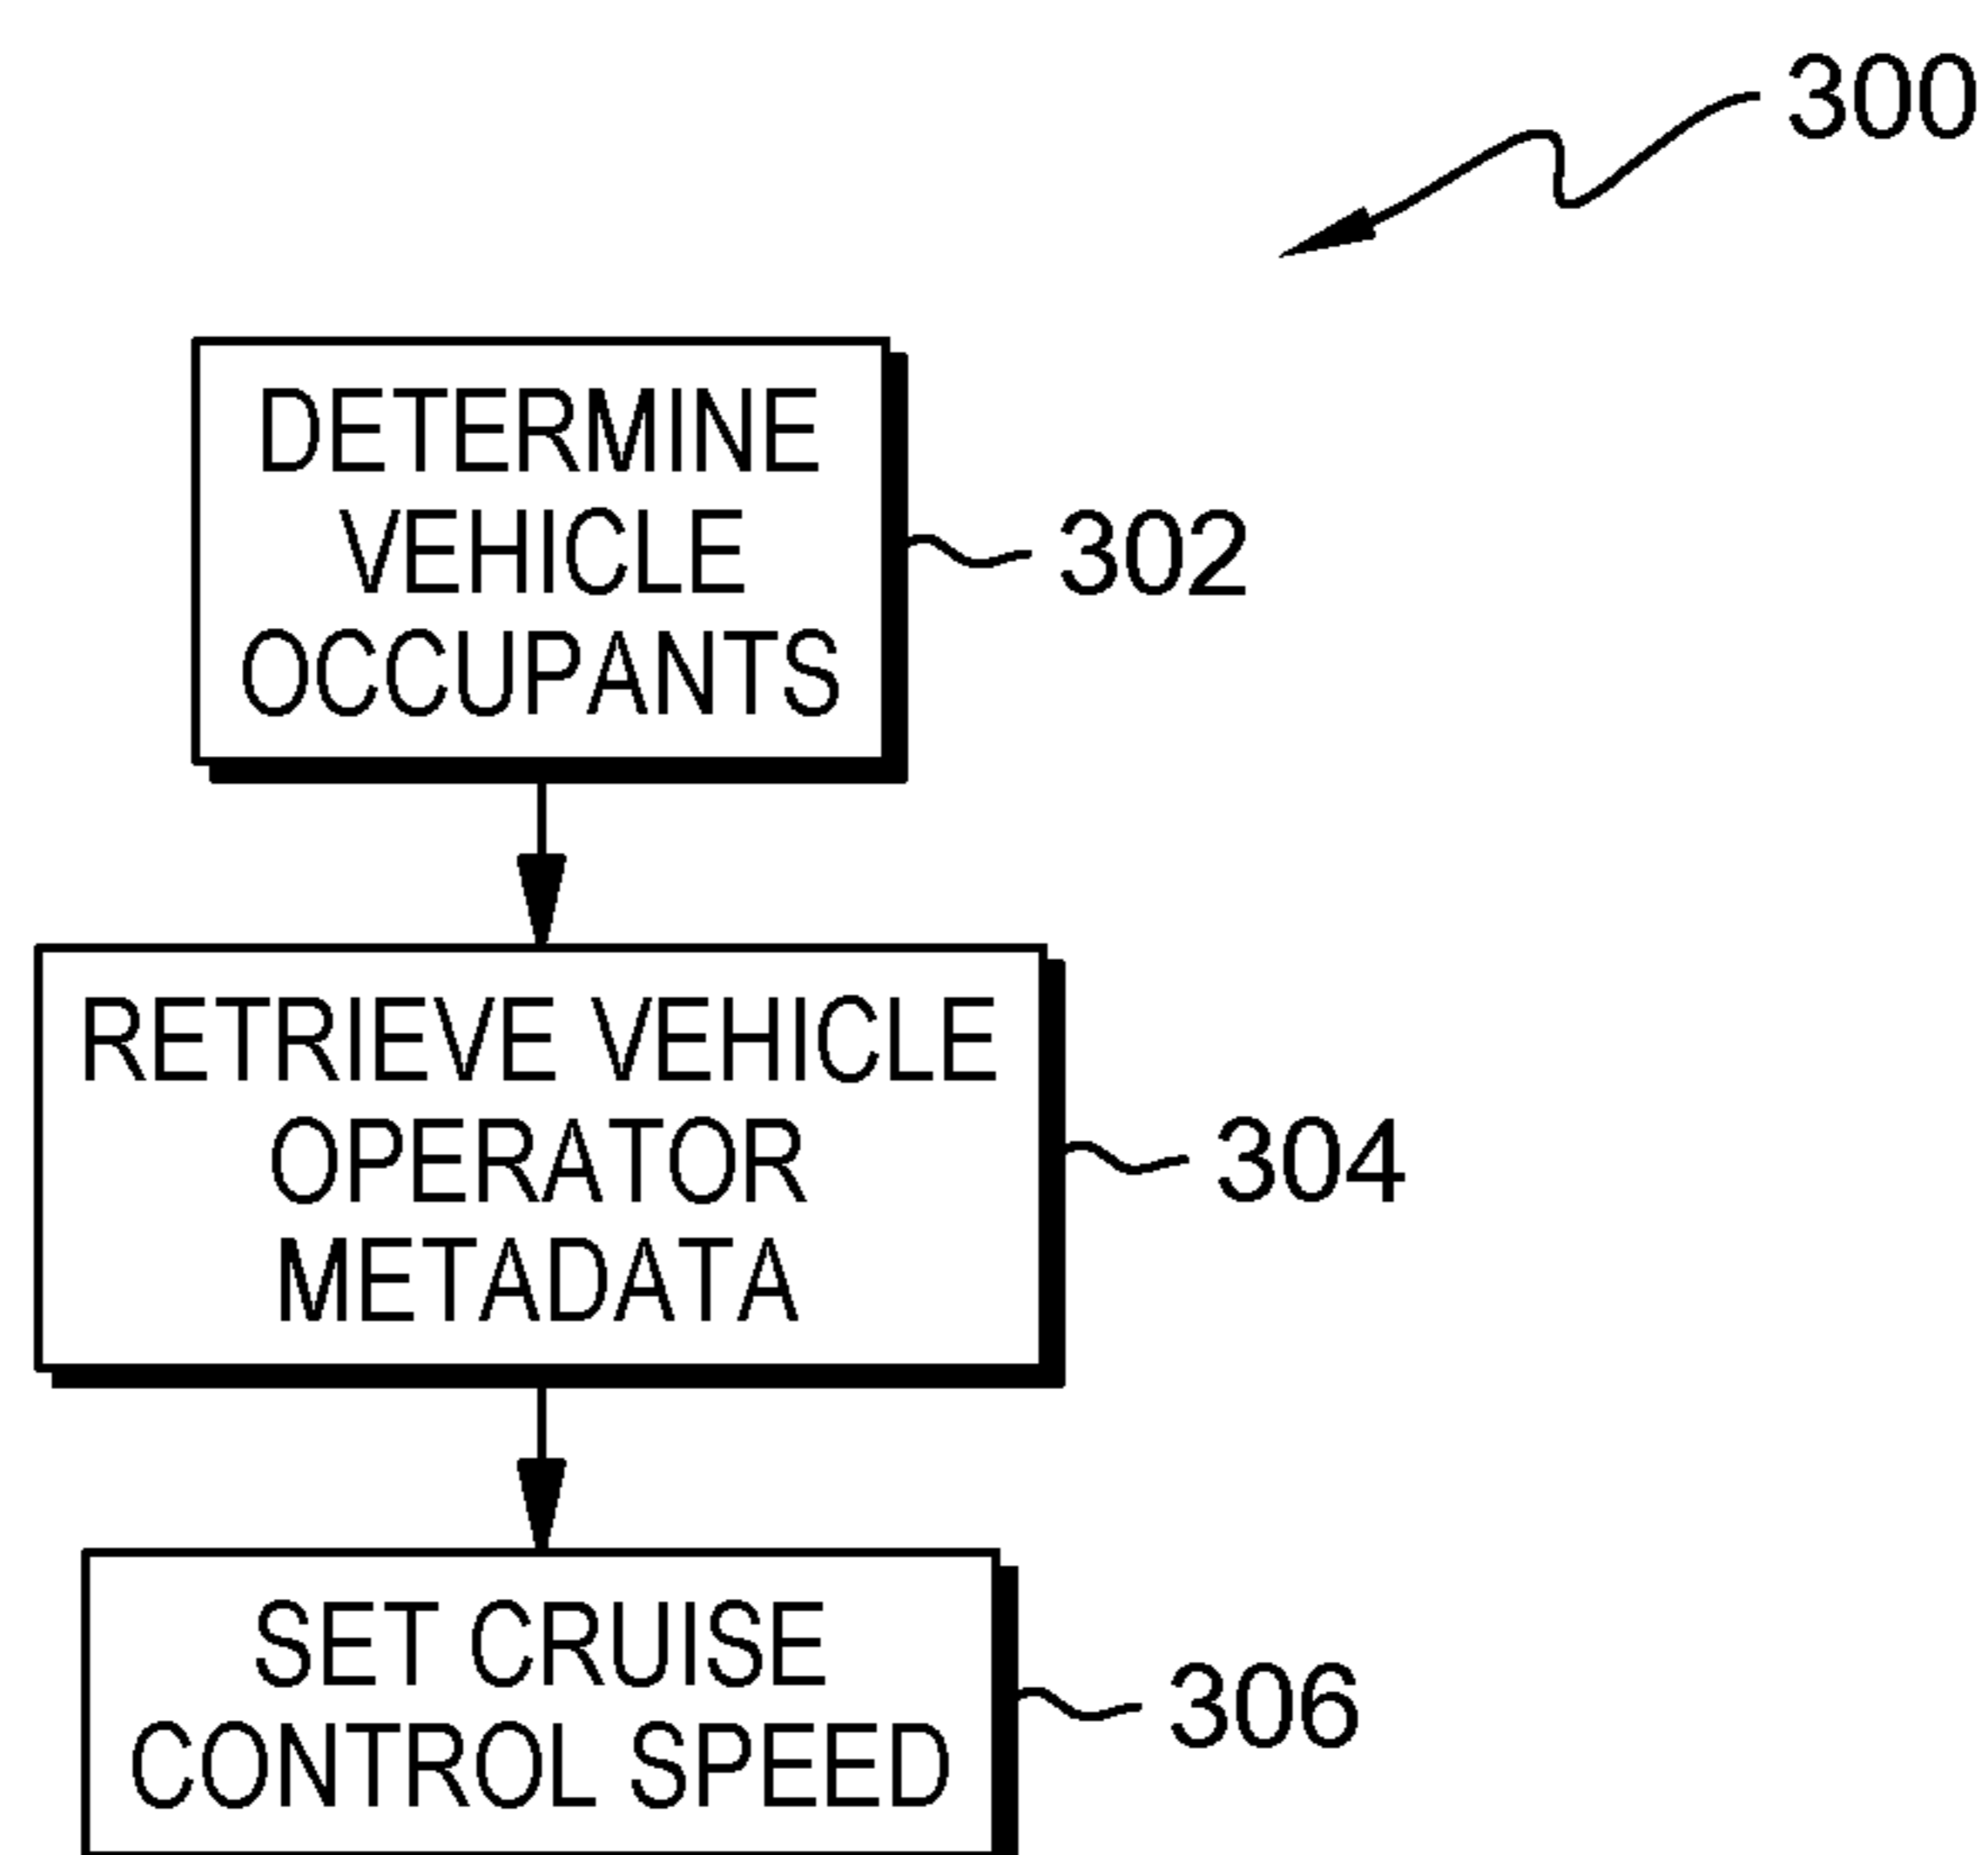 300
DETERMINE
VEHICLE
OCCUPANTS
302
RETRIEVE VEHICLE
OPERATOR
METADATA
304
SET CRUISE
CONTROL SPEED
306